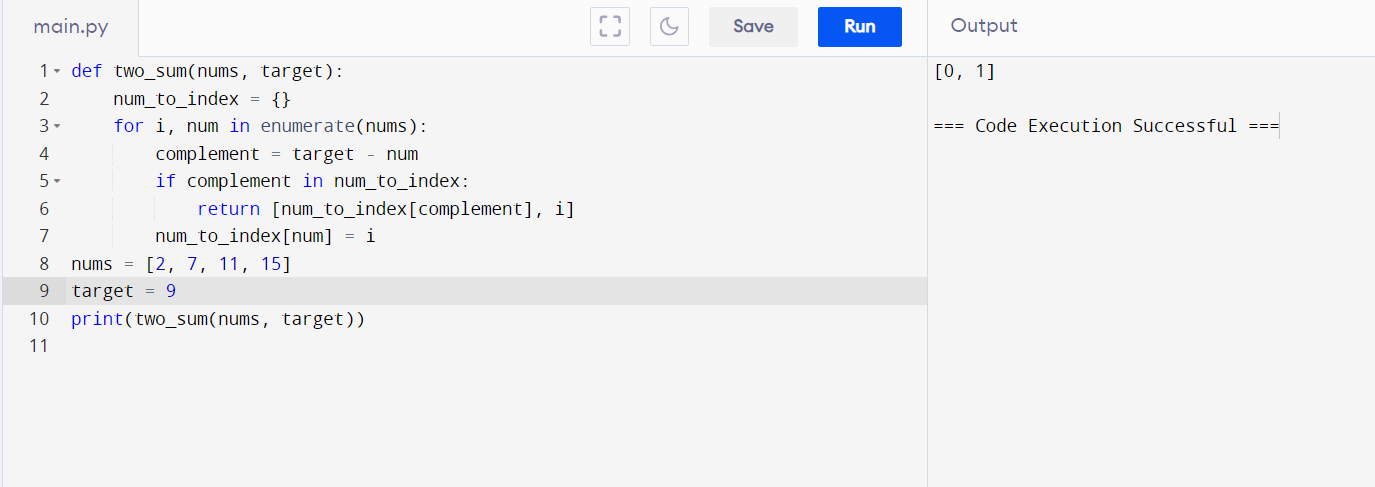 main.py
Save
Run
Output
1 def two_sum(nums, target):
2     num_to_index = {}
3     for i, num in enumerate(nums):
4         complement = target - num
5         if complement in num_to_index:
6             return [num_to_index[complement], i]
7         num_to_index[num] = i
8 nums = [2, 7, 11, 15]
9 target = 9
10 print(two_sum(nums, target))
11
[0, 1]
=== Code Execution Successful ===